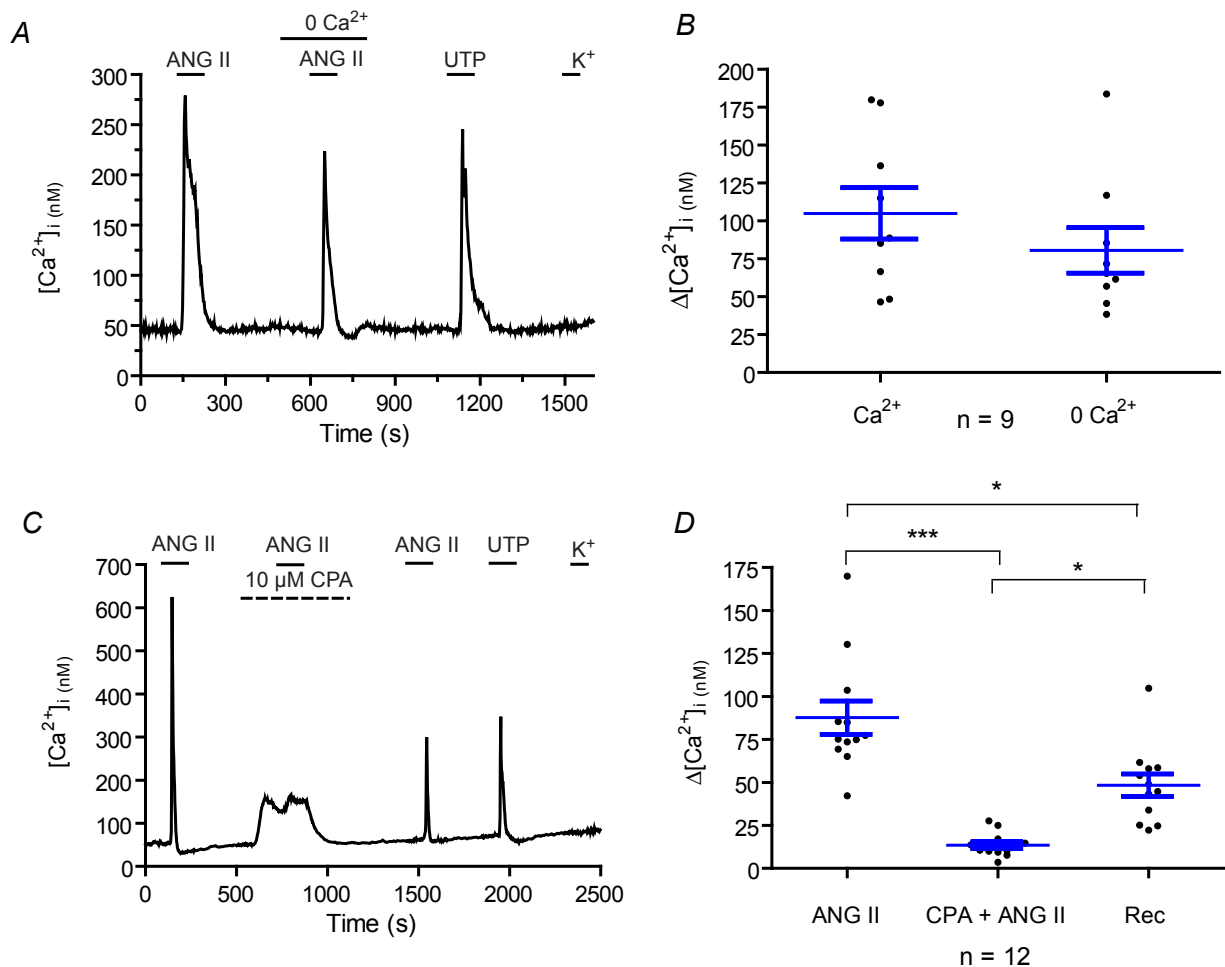 A
0 Ca²⁺
ANG II ANG II UTP K⁺
300
250
200
150
100
50
0
[Ca²⁺]i (nM)
0 300 600 900 1200 1500
Time (s)
B
200
175
150
125
100
75
50
25
0
Δ[Ca²⁺]i (nM)
Ca²⁺ n = 9 0 Ca²⁺
C
ANG II ANG II ANG II UTP K⁺
10 µM CPA
700
600
500
400
300
200
100
0
[Ca²⁺]i (nM)
0 500 1000 1500 2000 2500
Time (s)
D
*
*** *
175
150
125
100
75
50
25
0
Δ[Ca²⁺]i (nM)
ANG II CPA + ANG II Rec
n = 12